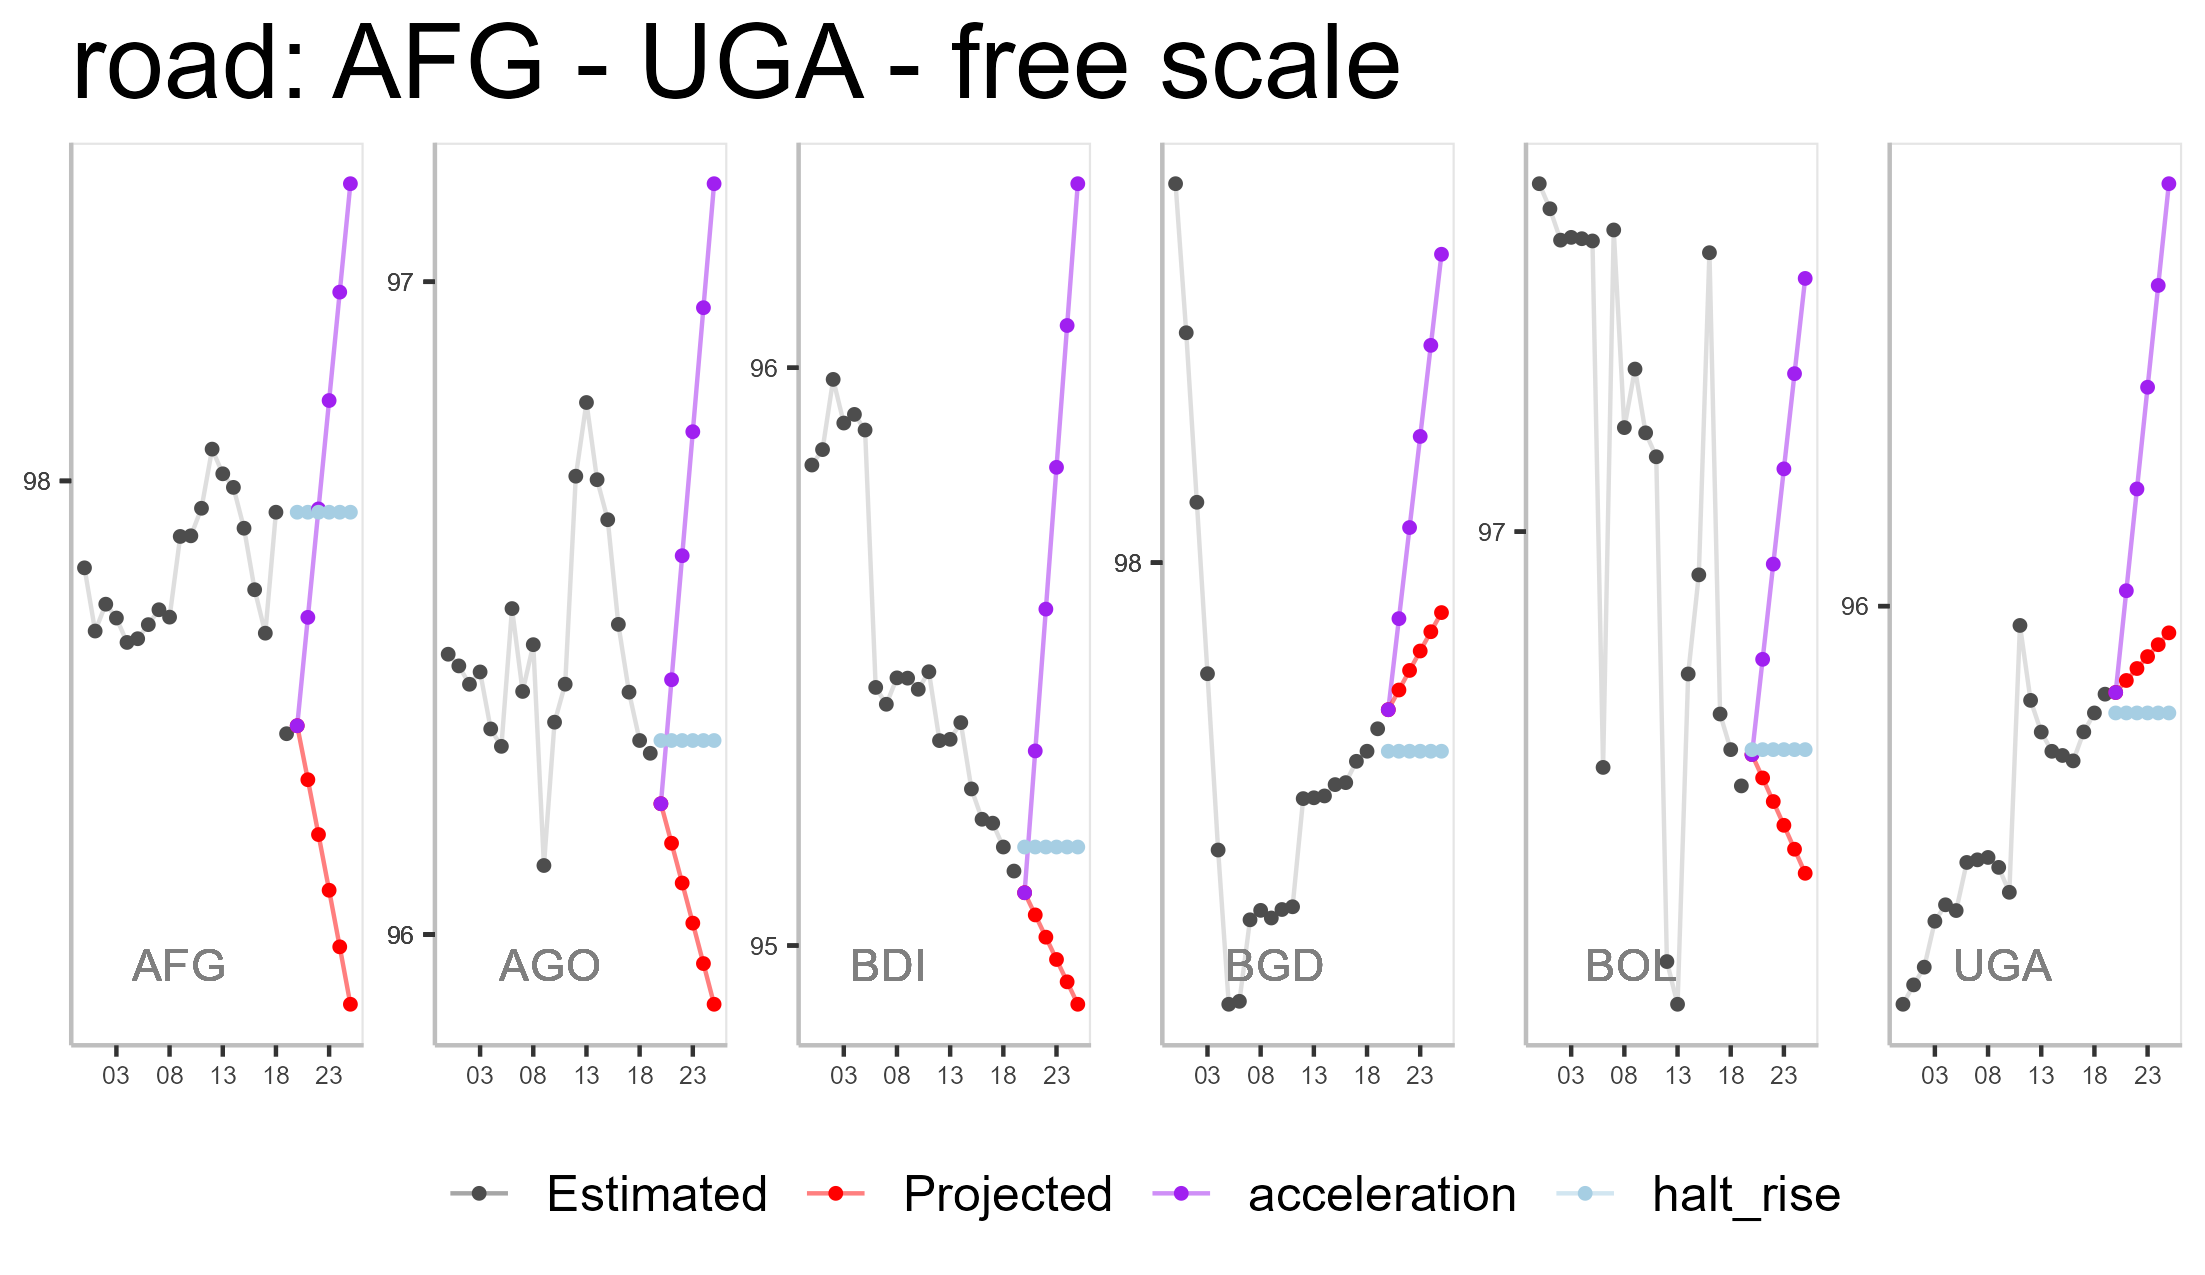 road: AFG - UGA - free scale
98
97
96
96
95
98
97
96
AFG
AGO
BDI
BGD
BOL
UGA
03 08 13 18 23
03 08 13 18 23
03 08 13 18 23
03 08 13 18 23
03 08 13 18 23
03 08 13 18 23
Estimated Projected acceleration halt_rise